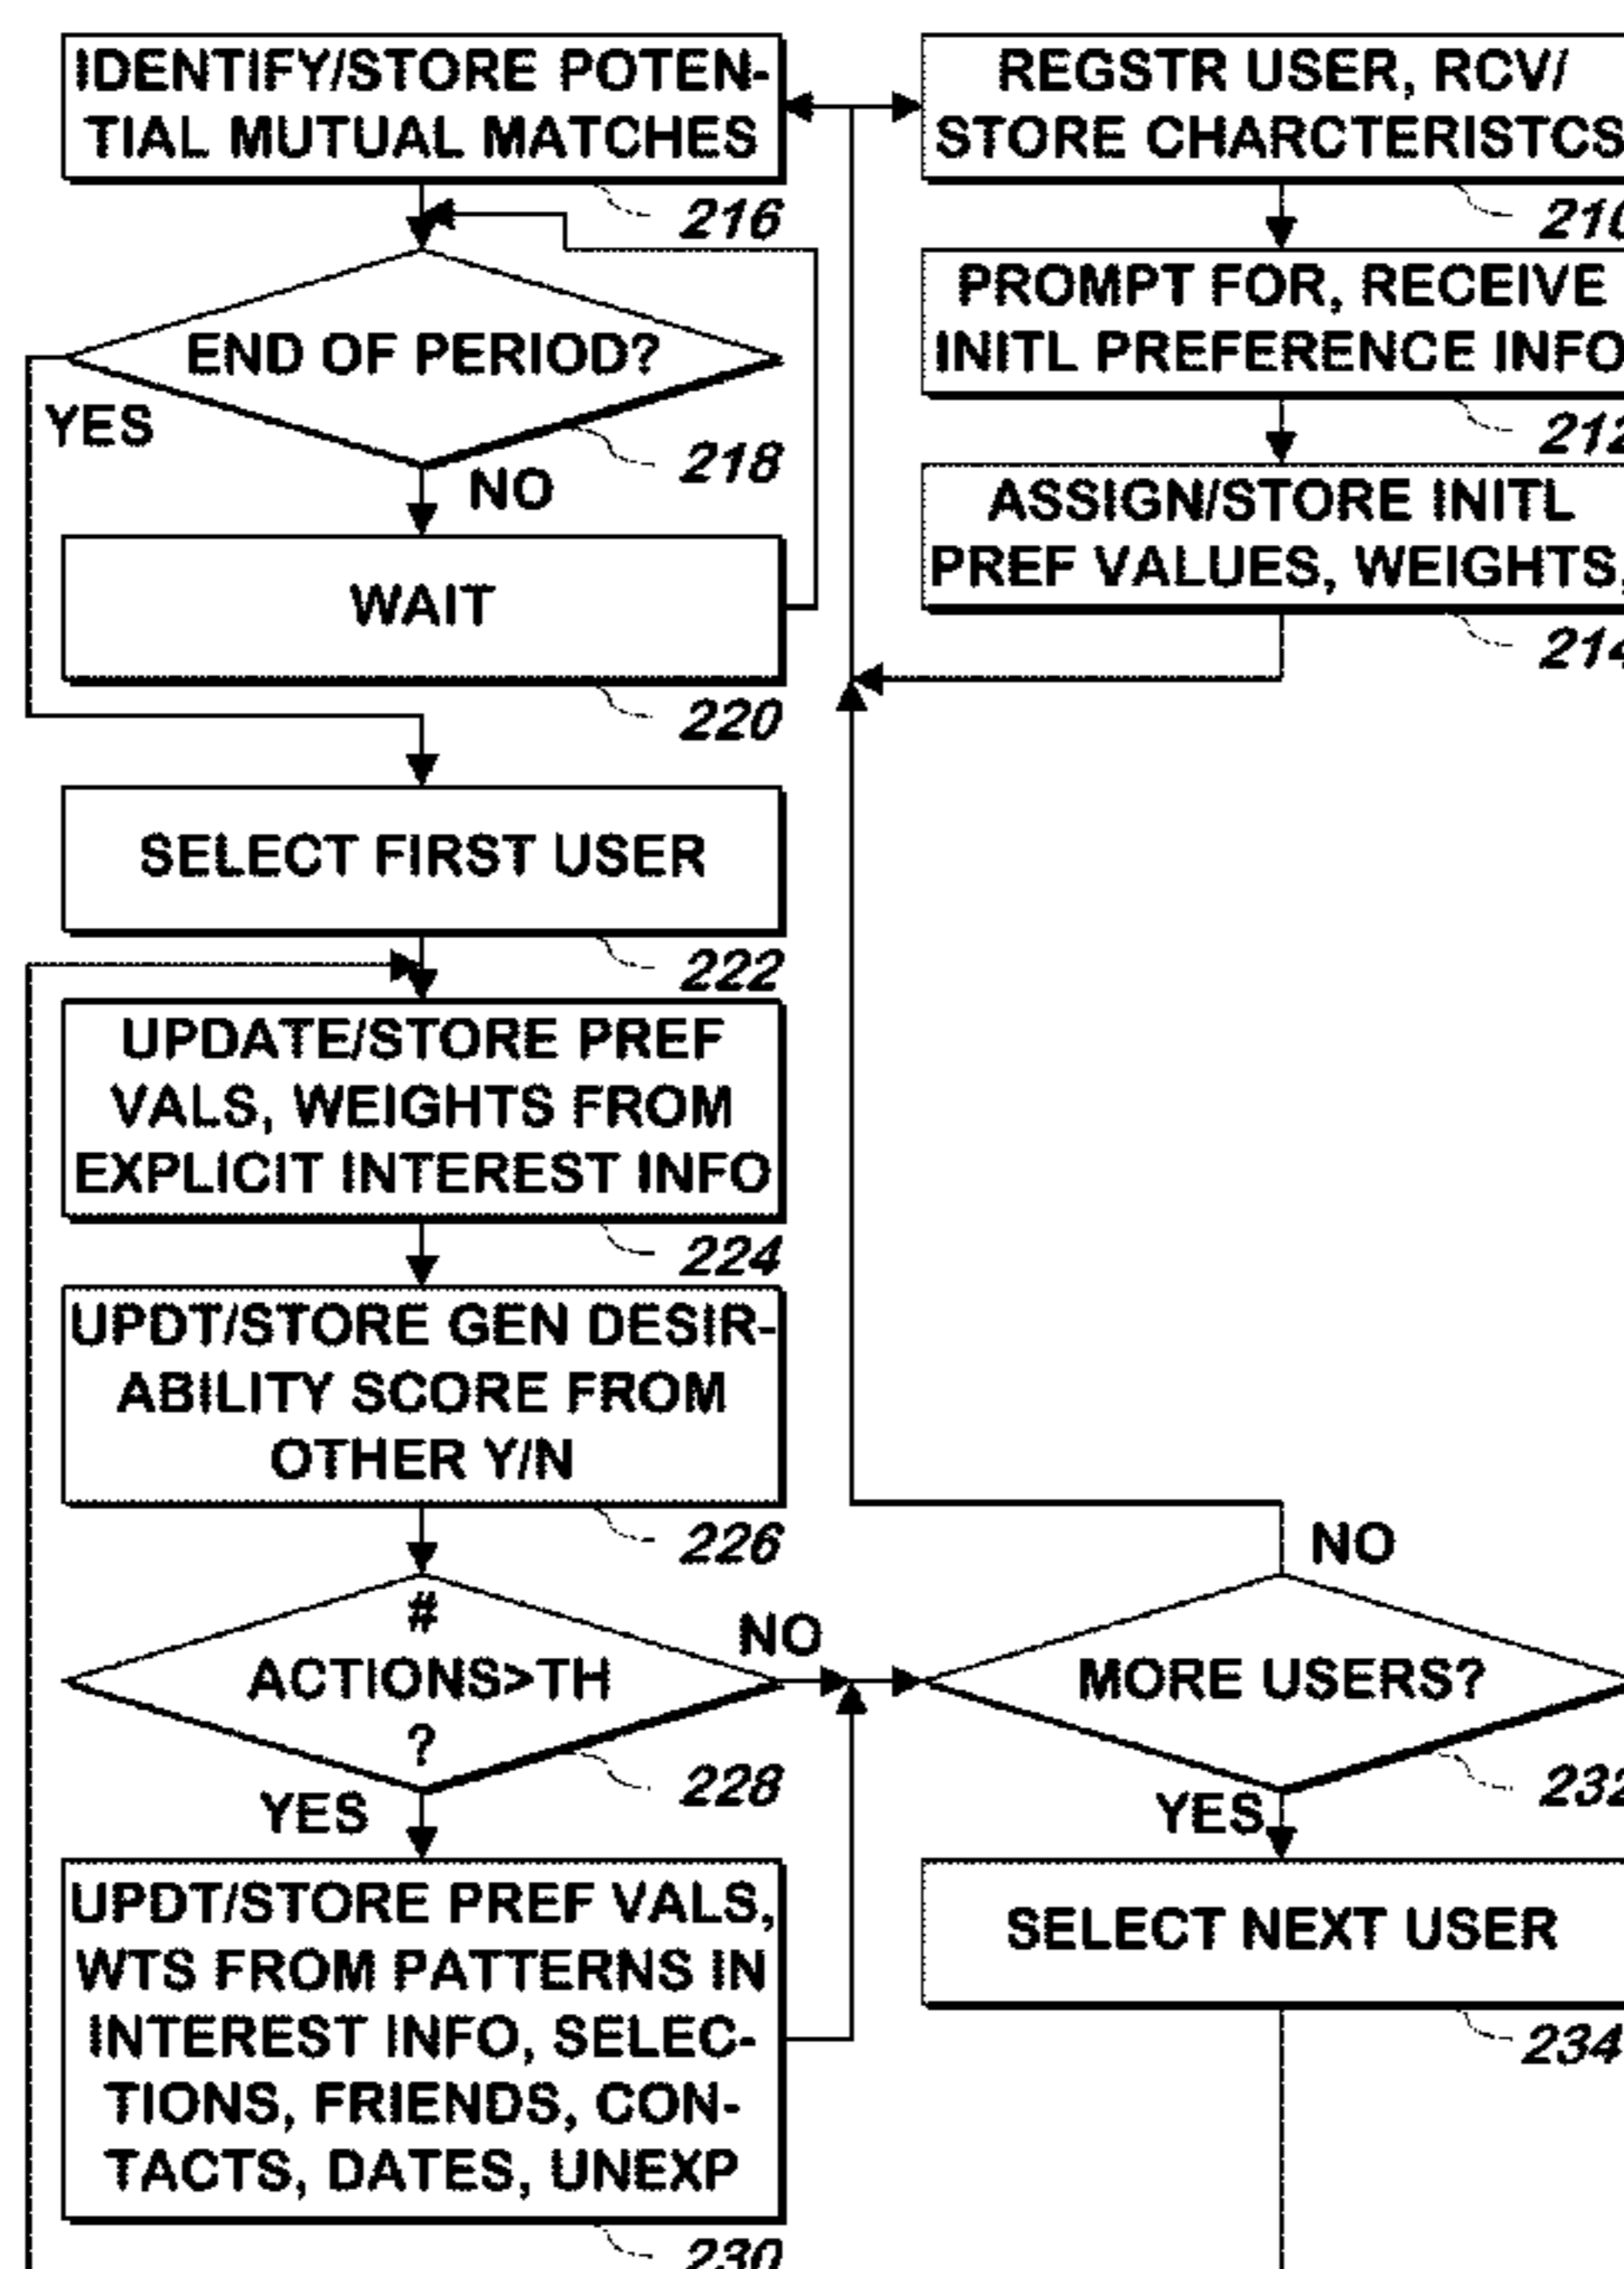 IDENTIFY/STORE POTEN-
TIAL MUTUAL MATCHES
216
END OF PERIOD?
YES
218
NO
WAIT
220
SELECT FIRST USER
222
UPDATE/STORE PREF
VALS, WEIGHTS FROM
EXPLICIT INTEREST INFO
224
UPDT/STORE GEN DESIR-
ABILITY SCORE FROM
OTHER Y/N
226
#
ACTIONS>TH
?
NO
228
YES
UPDT/STORE PREF VALS,
WTS FROM PATTERNS IN
INTEREST INFO, SELEC-
TIONS, FRIENDS, CON-
TACTS, DATES, UNEXP
230
REGSTR USER, RCV/
STORE CHARCTERISTCS
210
PROMPT FOR, RECEIVE
INITL PREFERENCE INFO
212
ASSIGN/STORE INITL
PREF VALUES, WEIGHTS,
214
NO
MORE USERS?
232
YES
SELECT NEXT USER
234